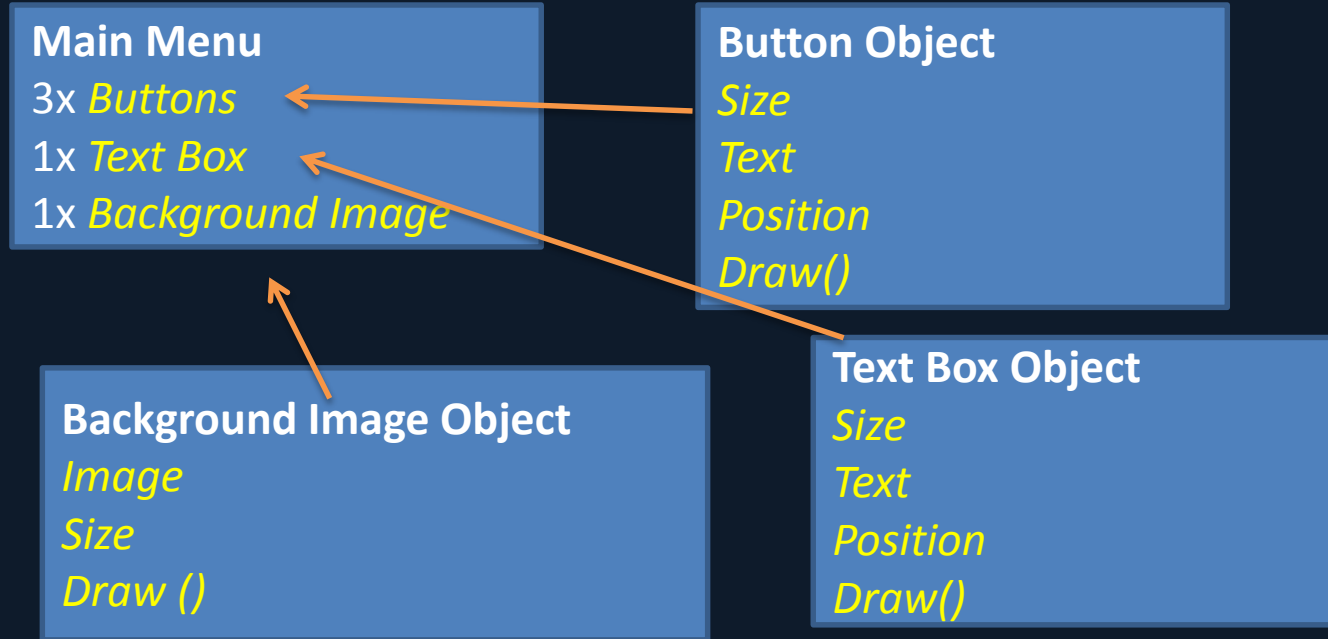 Main Menu
3x Buttons
1x Text Box
1x Background Image
Button Object
Size
Text
Position
Draw()
Background Image Object
Image
Size
Draw ()
Text Box Object
Size
Text
Position
Draw()